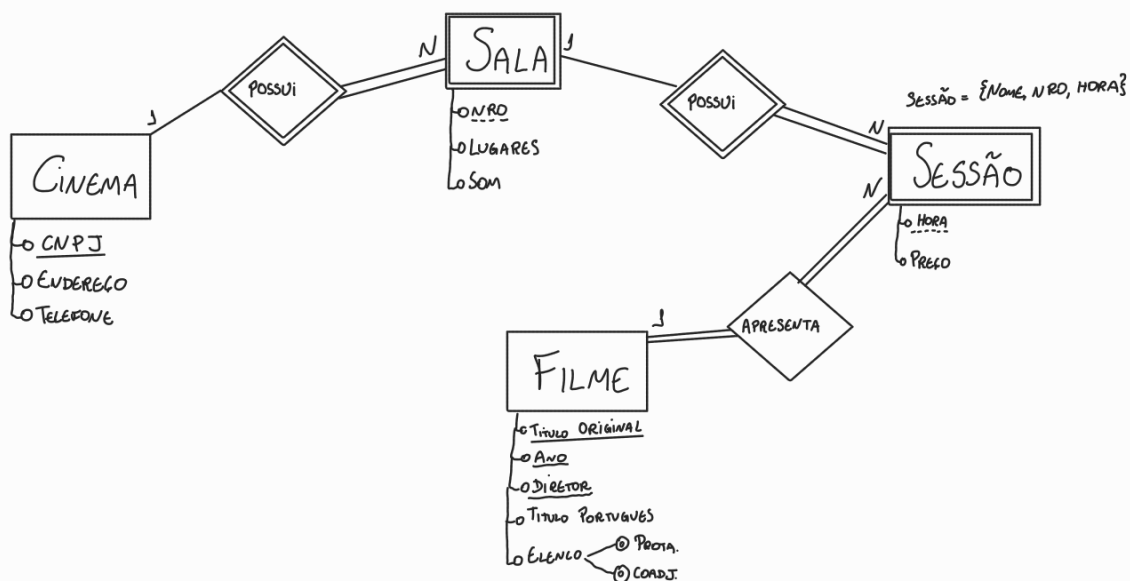 CINEMA
CNPJ
ENDEREÇO
TELEFONE
1
POSSUI
N
SALA
NRO
LUGARES
SOM
1
POSSUI
N
SESSÃO = {NOME, NRO, HORA}
SESSÃO
HORA
PREÇO
N
APRESENTA
1
FILME
TITULO ORIGINAL
ANO
DIRETOR
TITULO PORTUGUES
ELENCO
PROTA.
COADJ.